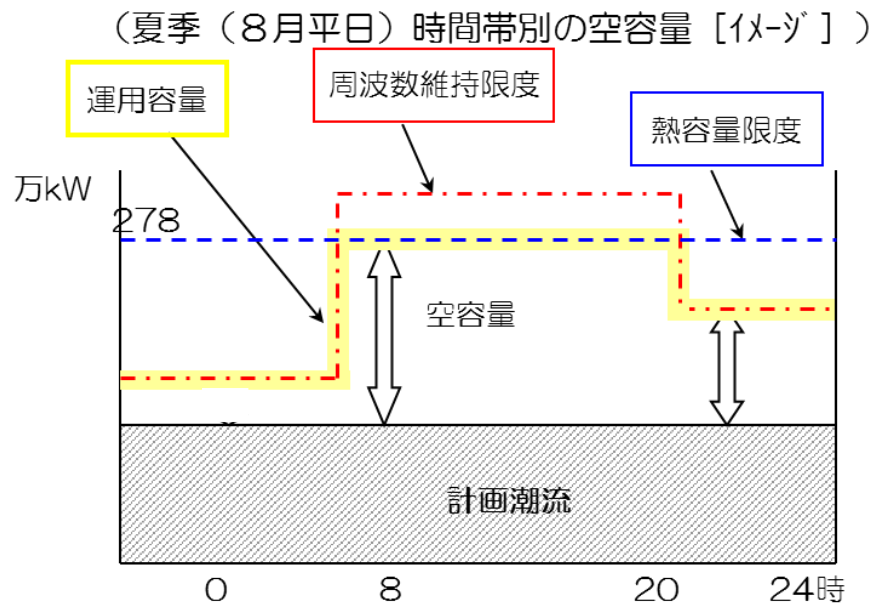 （夏季（８月平日）時間帯別の空容量［ｲﾒｰｼﾞ］）
運用容量
周波数維持限度
熱容量限度
万kW
278
空容量
計画潮流
0 8 20 24時